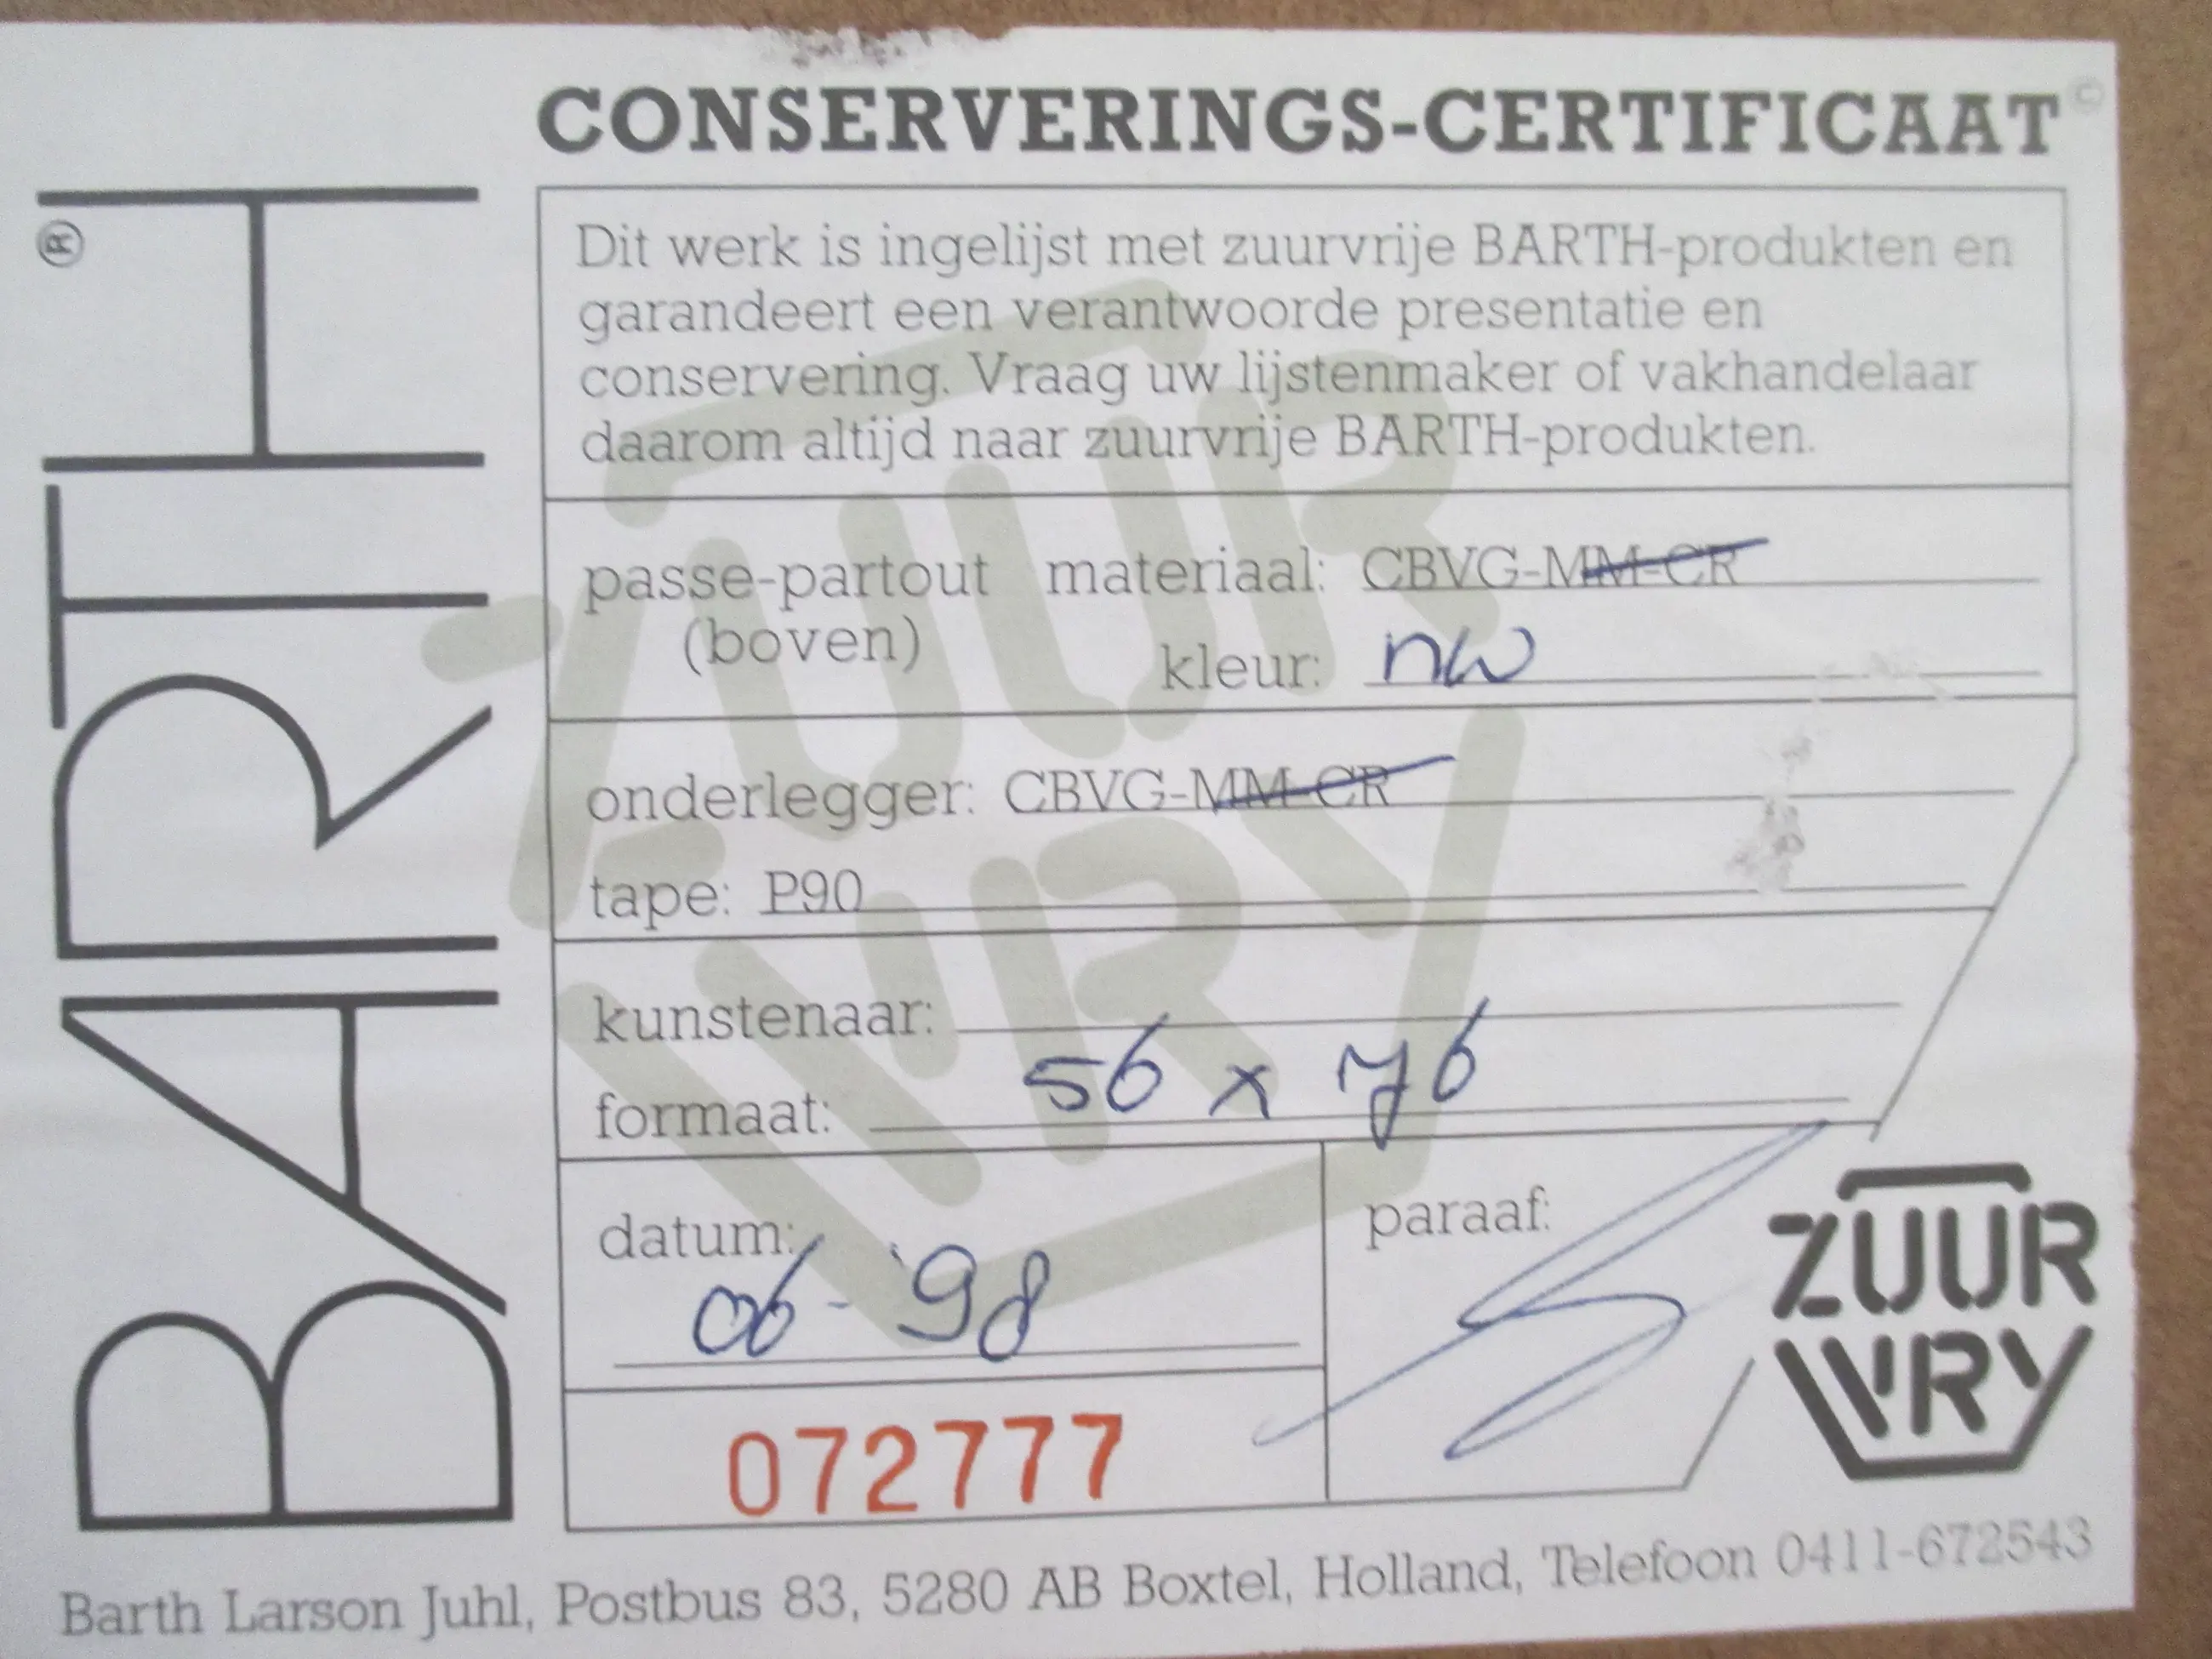 CONSERVERINGS-CERTIFICAAT ©
BARTH ®
Dit werk is ingelijst met zuurvrije BARTH-produkten en
garandeert een verantwoorde presentatie en
conservering. Vraag uw lijstenmaker of vakhandelaar
daarom altijd naar zuurvrije BARTH-produkten.
passe-partout materiaal: CBVG-MM-CR
(boven) kleur: nw
onderlegger: CBVG-MM-CR
tape: P90
kunstenaar:
formaat: 56 x 76
datum: paraaf:
06-'98
072777
ZUUR
VRY
Barth Larson Juhl, Postbus 83, 5280 AB Boxtel, Holland, Telefoon 0411-672543